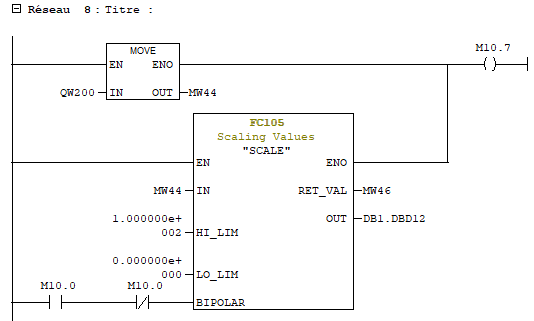 Réseau 8 : Titre :
M10.7
MOVE
EN ENO
QW200 IN OUT MW44
FC105
Scaling Values
"SCALE"
EN ENO
MW44 IN RET_VAL MW46
1.000000e+ OUT DB1.DBD12
002 HI_LIM
0.000000e+
000 LO_LIM
M10.0 M10.0
BIPOLAR